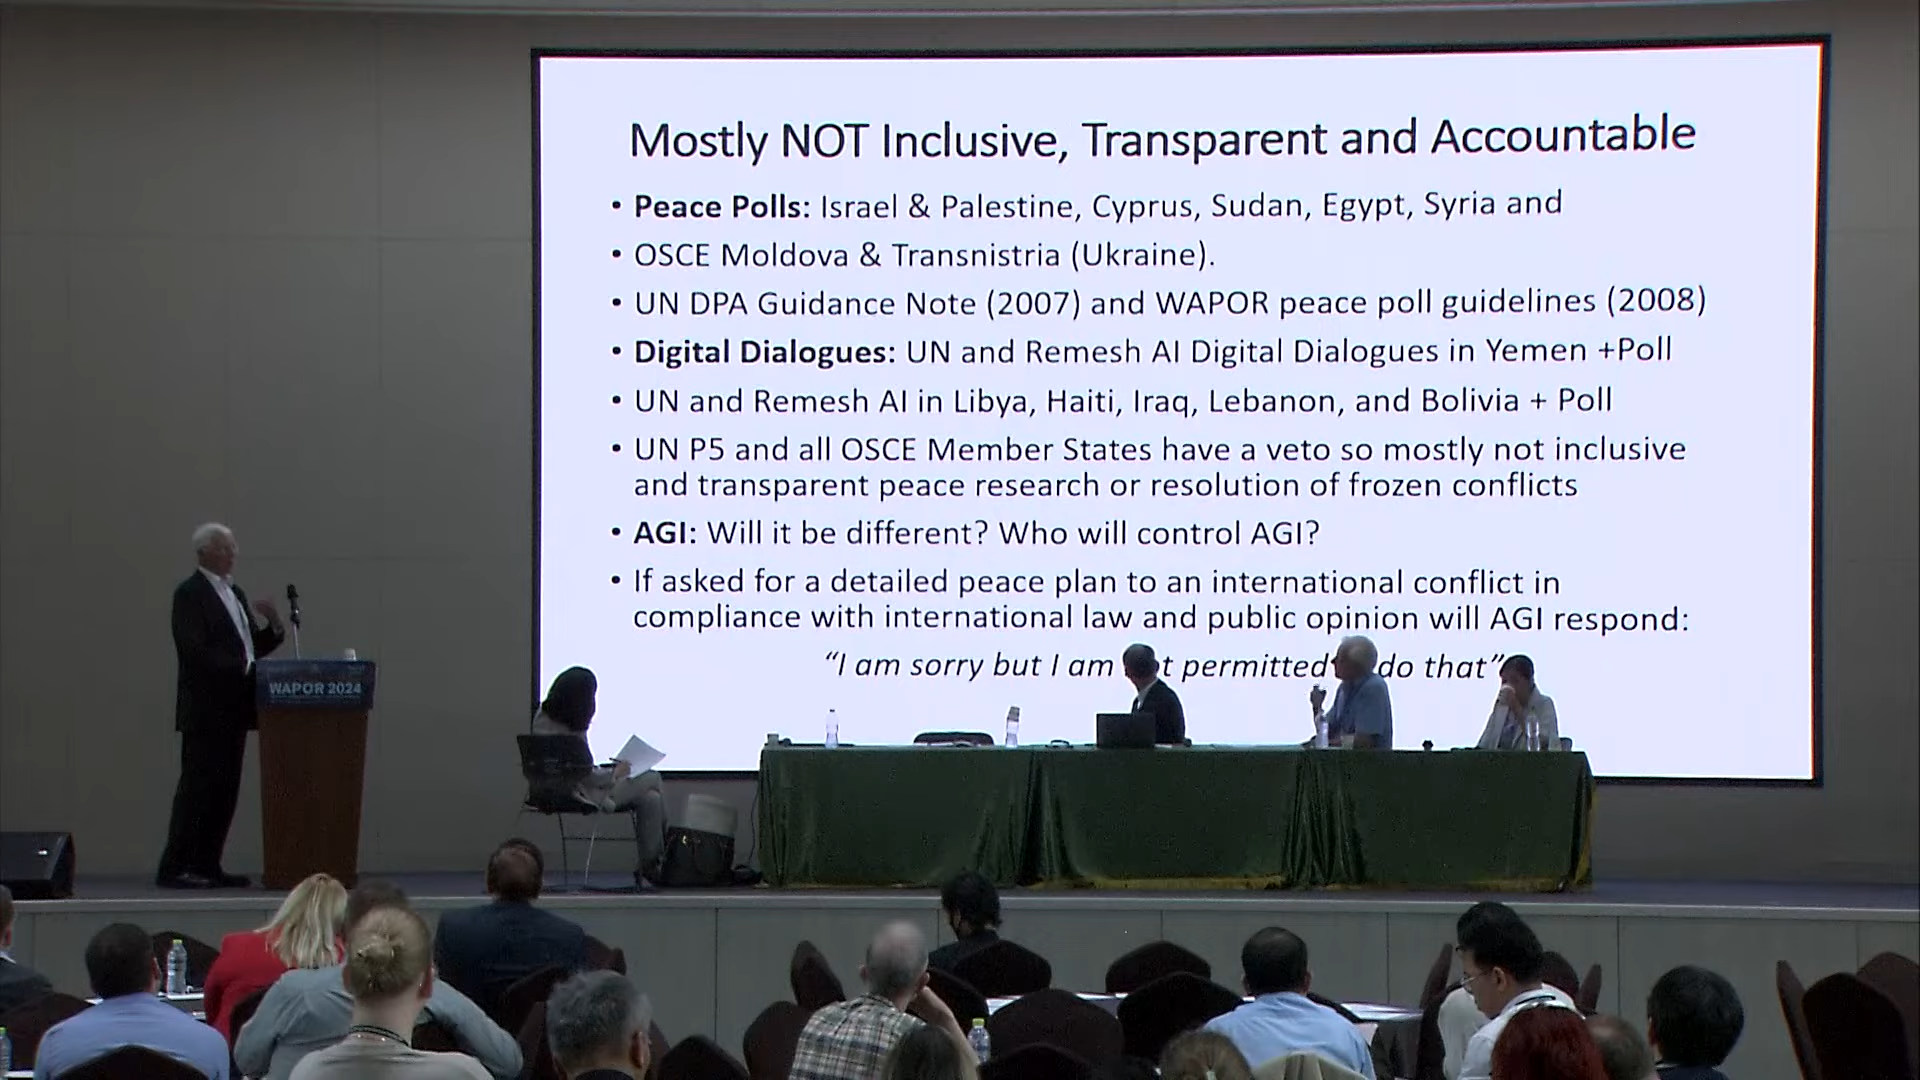 Mostly NOT Inclusive, Transparent and Accountable
• Peace Polls: Israel & Palestine, Cyprus, Sudan, Egypt, Syria and
• OSCE Moldova & Transnistria (Ukraine).
• UN DPA Guidance Note (2007) and WAPOR peace poll guidelines (2008)
• Digital Dialogues: UN and Remesh AI Digital Dialogues in Yemen +Poll
• UN and Remesh AI in Libya, Haiti, Iraq, Lebanon, and Bolivia + Poll
• UN P5 and all OSCE Member States have a veto so mostly not inclusive
and transparent peace research or resolution of frozen conflicts
• AGI: Will it be different? Who will control AGI?
• If asked for a detailed peace plan to an international conflict in
compliance with international law and public opinion will AGI respond:
“I am sorry but I am permitted do that”
WAPOR 2024